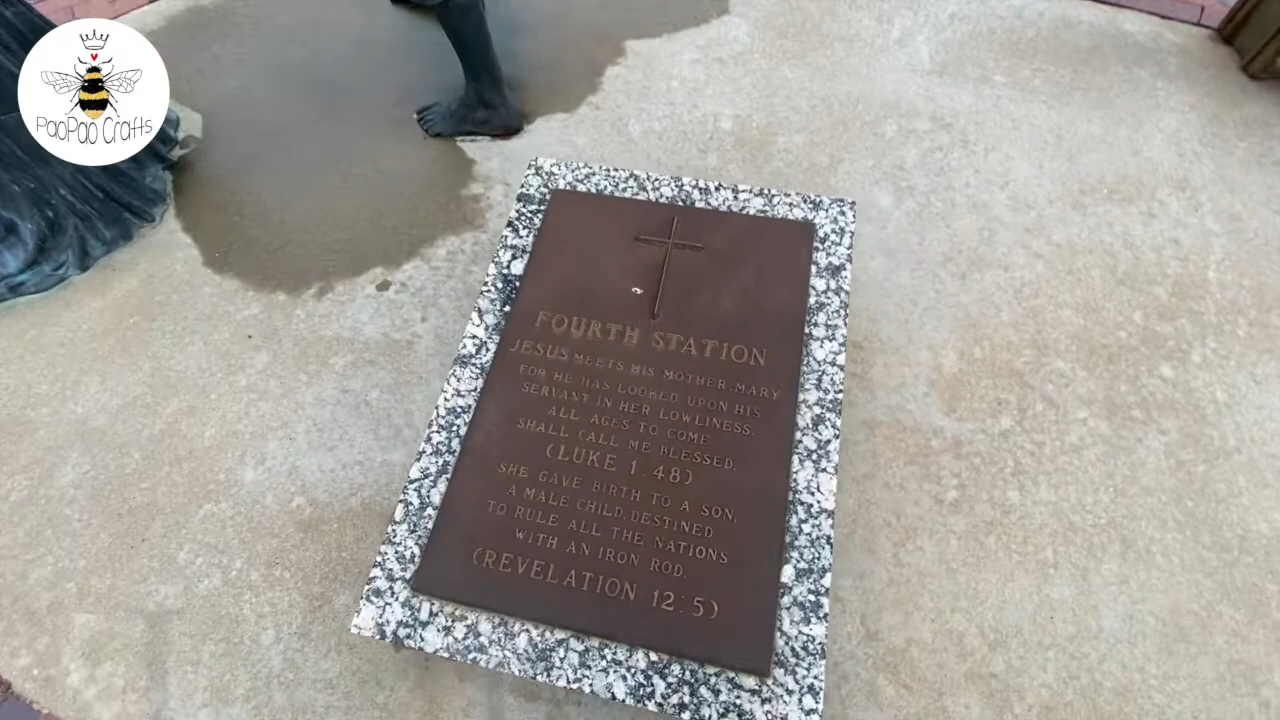 PaoPao Crafts
FOURTH STATION
JESUS MEETS HIS MOTHER, MARY
FOR HE HAS LOOKED UPON HIS
SERVANT IN HER LOWLINESS.
ALL AGES TO COME
SHALL CALL ME BLESSED.
(LUKE 1:48)
SHE GAVE BIRTH TO A SON,
A MALE CHILD, DESTINED
TO RULE ALL THE NATIONS
WITH AN IRON ROD.
(REVELATION 12:5)